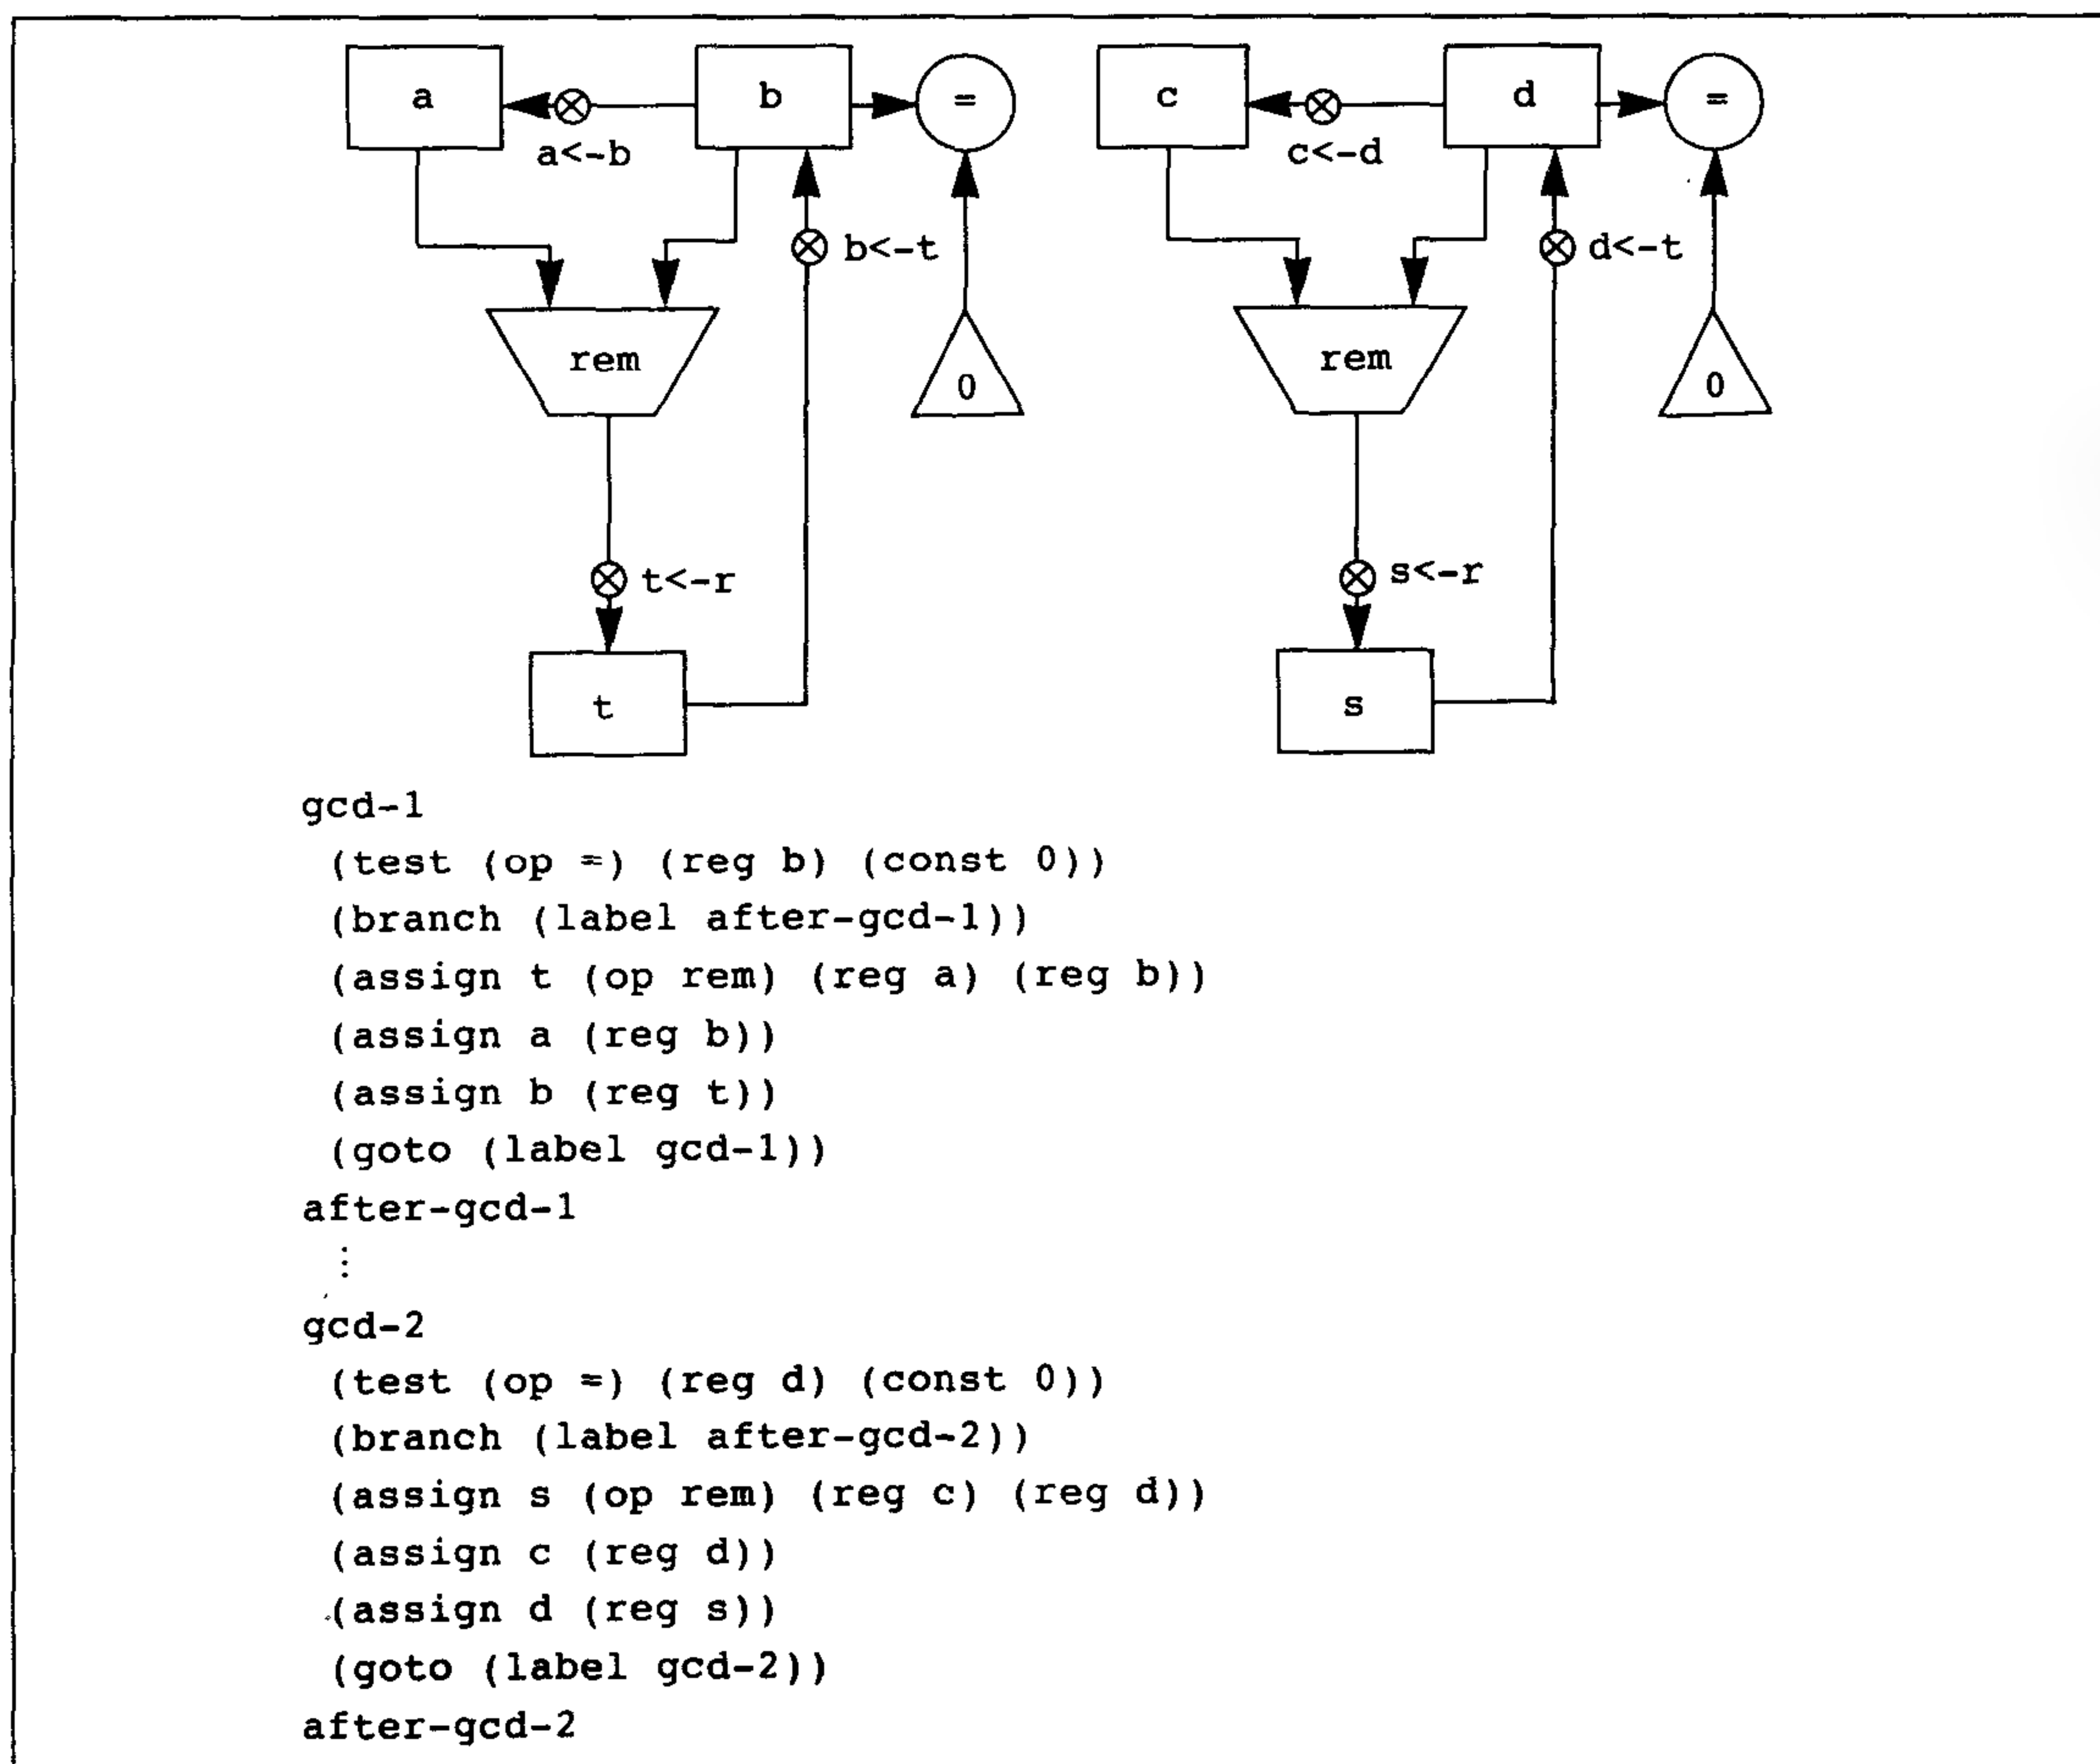 a
b
=
c
d
=
a<-b
c<-d
b<-t
d<-t
rem
0
rem
0
t<-r
s<-r
t
s
gcd-1
(test (op =) (reg b) (const 0))
(branch (label after-gcd-1))
(assign t (op rem) (reg a) (reg b))
(assign a (reg b))
(assign b (reg t))
(goto (label gcd-1))
after-gcd-1
⋮
gcd-2
(test (op =) (reg d) (const 0))
(branch (label after-gcd-2))
(assign s (op rem) (reg c) (reg d))
(assign c (reg d))
(assign d (reg s))
(goto (label gcd-2))
after-gcd-2